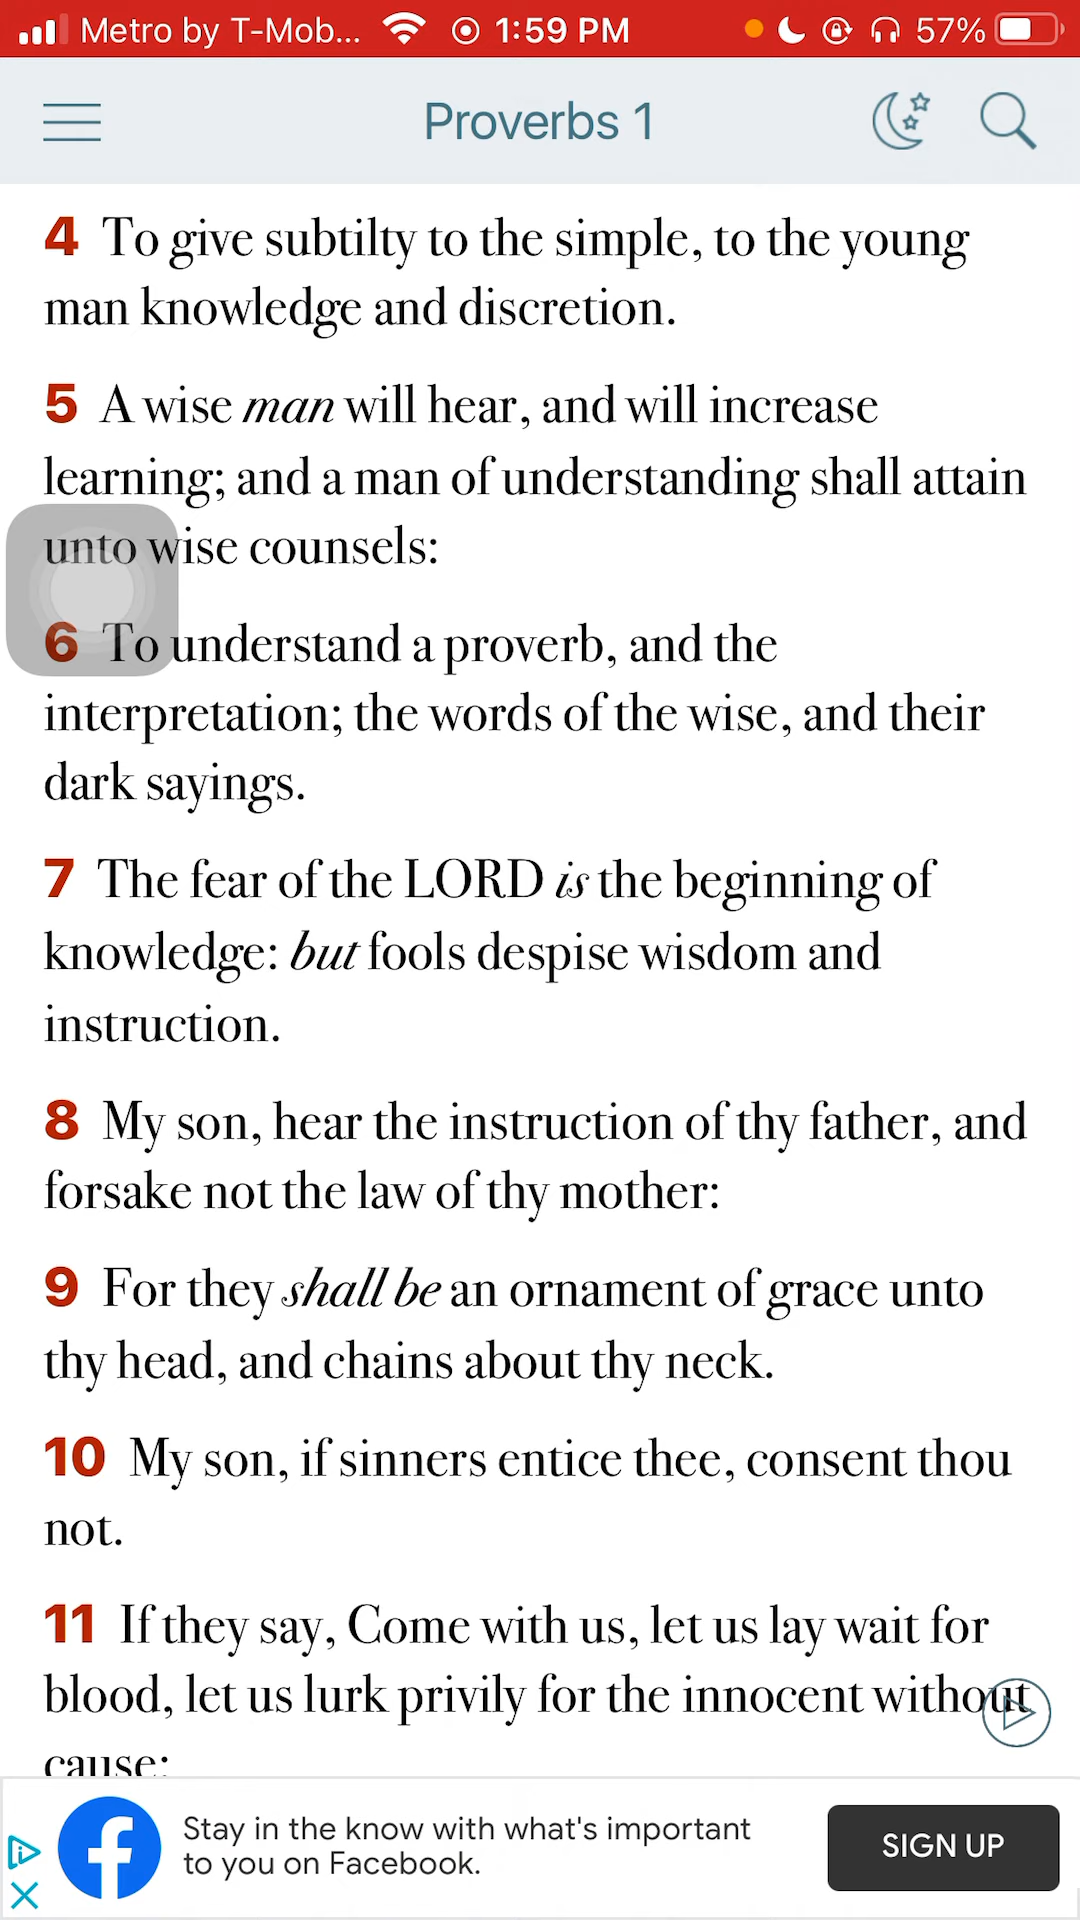 Metro by T-Mob... 1:59 PM 57%
Proverbs 1
4 To give subtilty to the simple, to the young
man knowledge and discretion.
5 A wise man will hear, and will increase
learning; and a man of understanding shall attain
unto wise counsels:
6 To understand a proverb, and the
interpretation; the words of the wise, and their
dark sayings.
7 The fear of the LORD is the beginning of
knowledge: but fools despise wisdom and
instruction.
8 My son, hear the instruction of thy father, and
forsake not the law of thy mother:
9 For they shall be an ornament of grace unto
thy head, and chains about thy neck.
10 My son, if sinners entice thee, consent thou
not.
11 If they say, Come with us, let us lay wait for
blood, let us lurk privily for the innocent without
cause:
Stay in the know with what's important
to you on Facebook.
SIGN UP